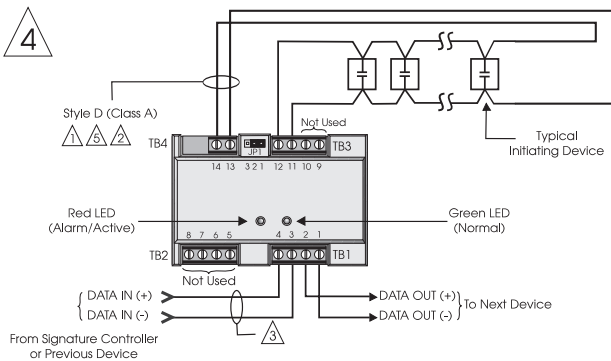 4
Style D (Class A)
1 5 2
Not Used
TB4
JP1
TB3
14 13 3 2 1 12 11 10 9
Typical
Initiating Device
Red LED
(Alarm/Active)
Green LED
(Normal)
8 7 6 5 4 3 2 1
TB2
TB1
Not Used
DATA IN (+)
DATA OUT (+)
To Next Device
DATA IN (-)
DATA OUT (-)
3
From Signature Controller
or Previous Device